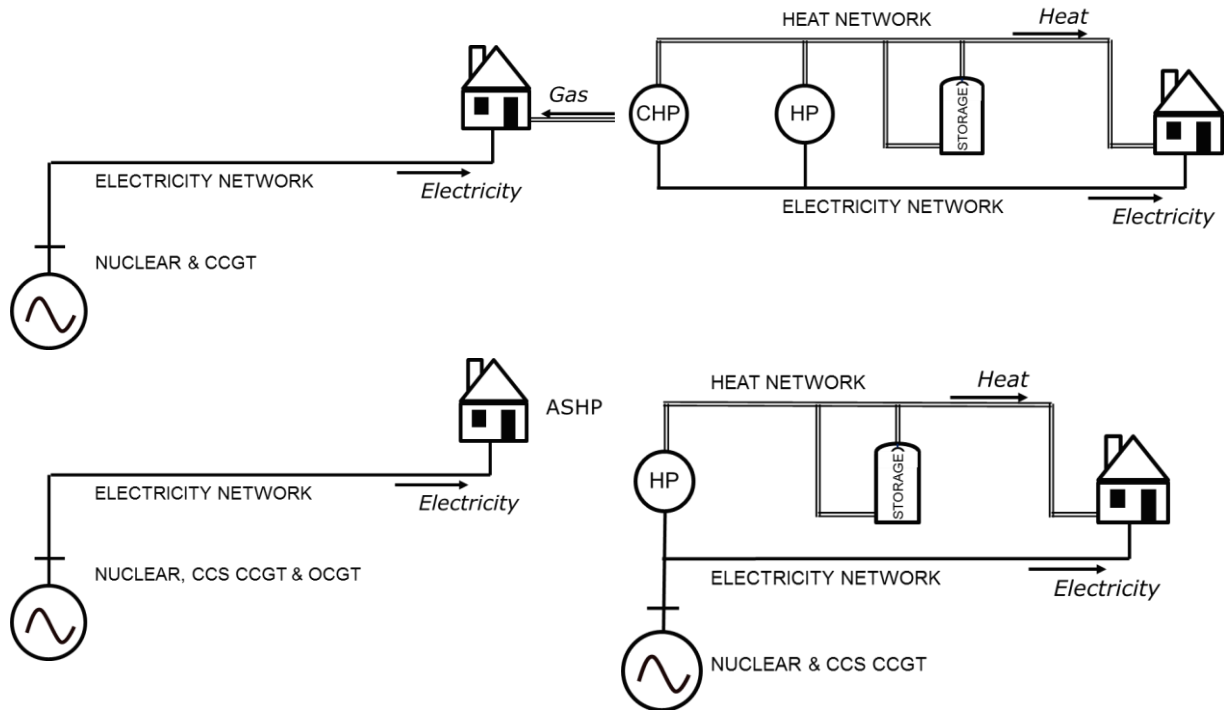 Gas
ELECTRICITY NETWORK
Electricity
NUCLEAR & CCGT
HEAT NETWORK
Heat
CHP
HP
STORAGE
ELECTRICITY NETWORK
Electricity
ASHP
ELECTRICITY NETWORK
Electricity
NUCLEAR, CCS CCGT & OCGT
HEAT NETWORK
Heat
HP
STORAGE
ELECTRICITY NETWORK
Electricity
NUCLEAR & CCS CCGT